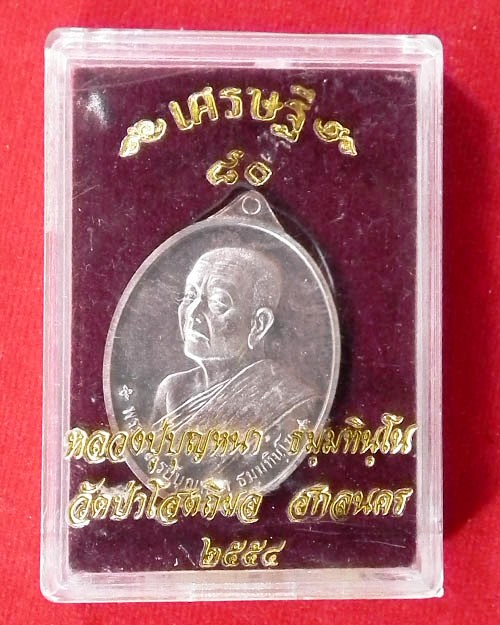 เศรษฐี
๘๐
หลวงปู่บุญหนา ธมฺมทินฺโน
วัดป่าโสตถิผล สกลนคร
๒๕๕๔